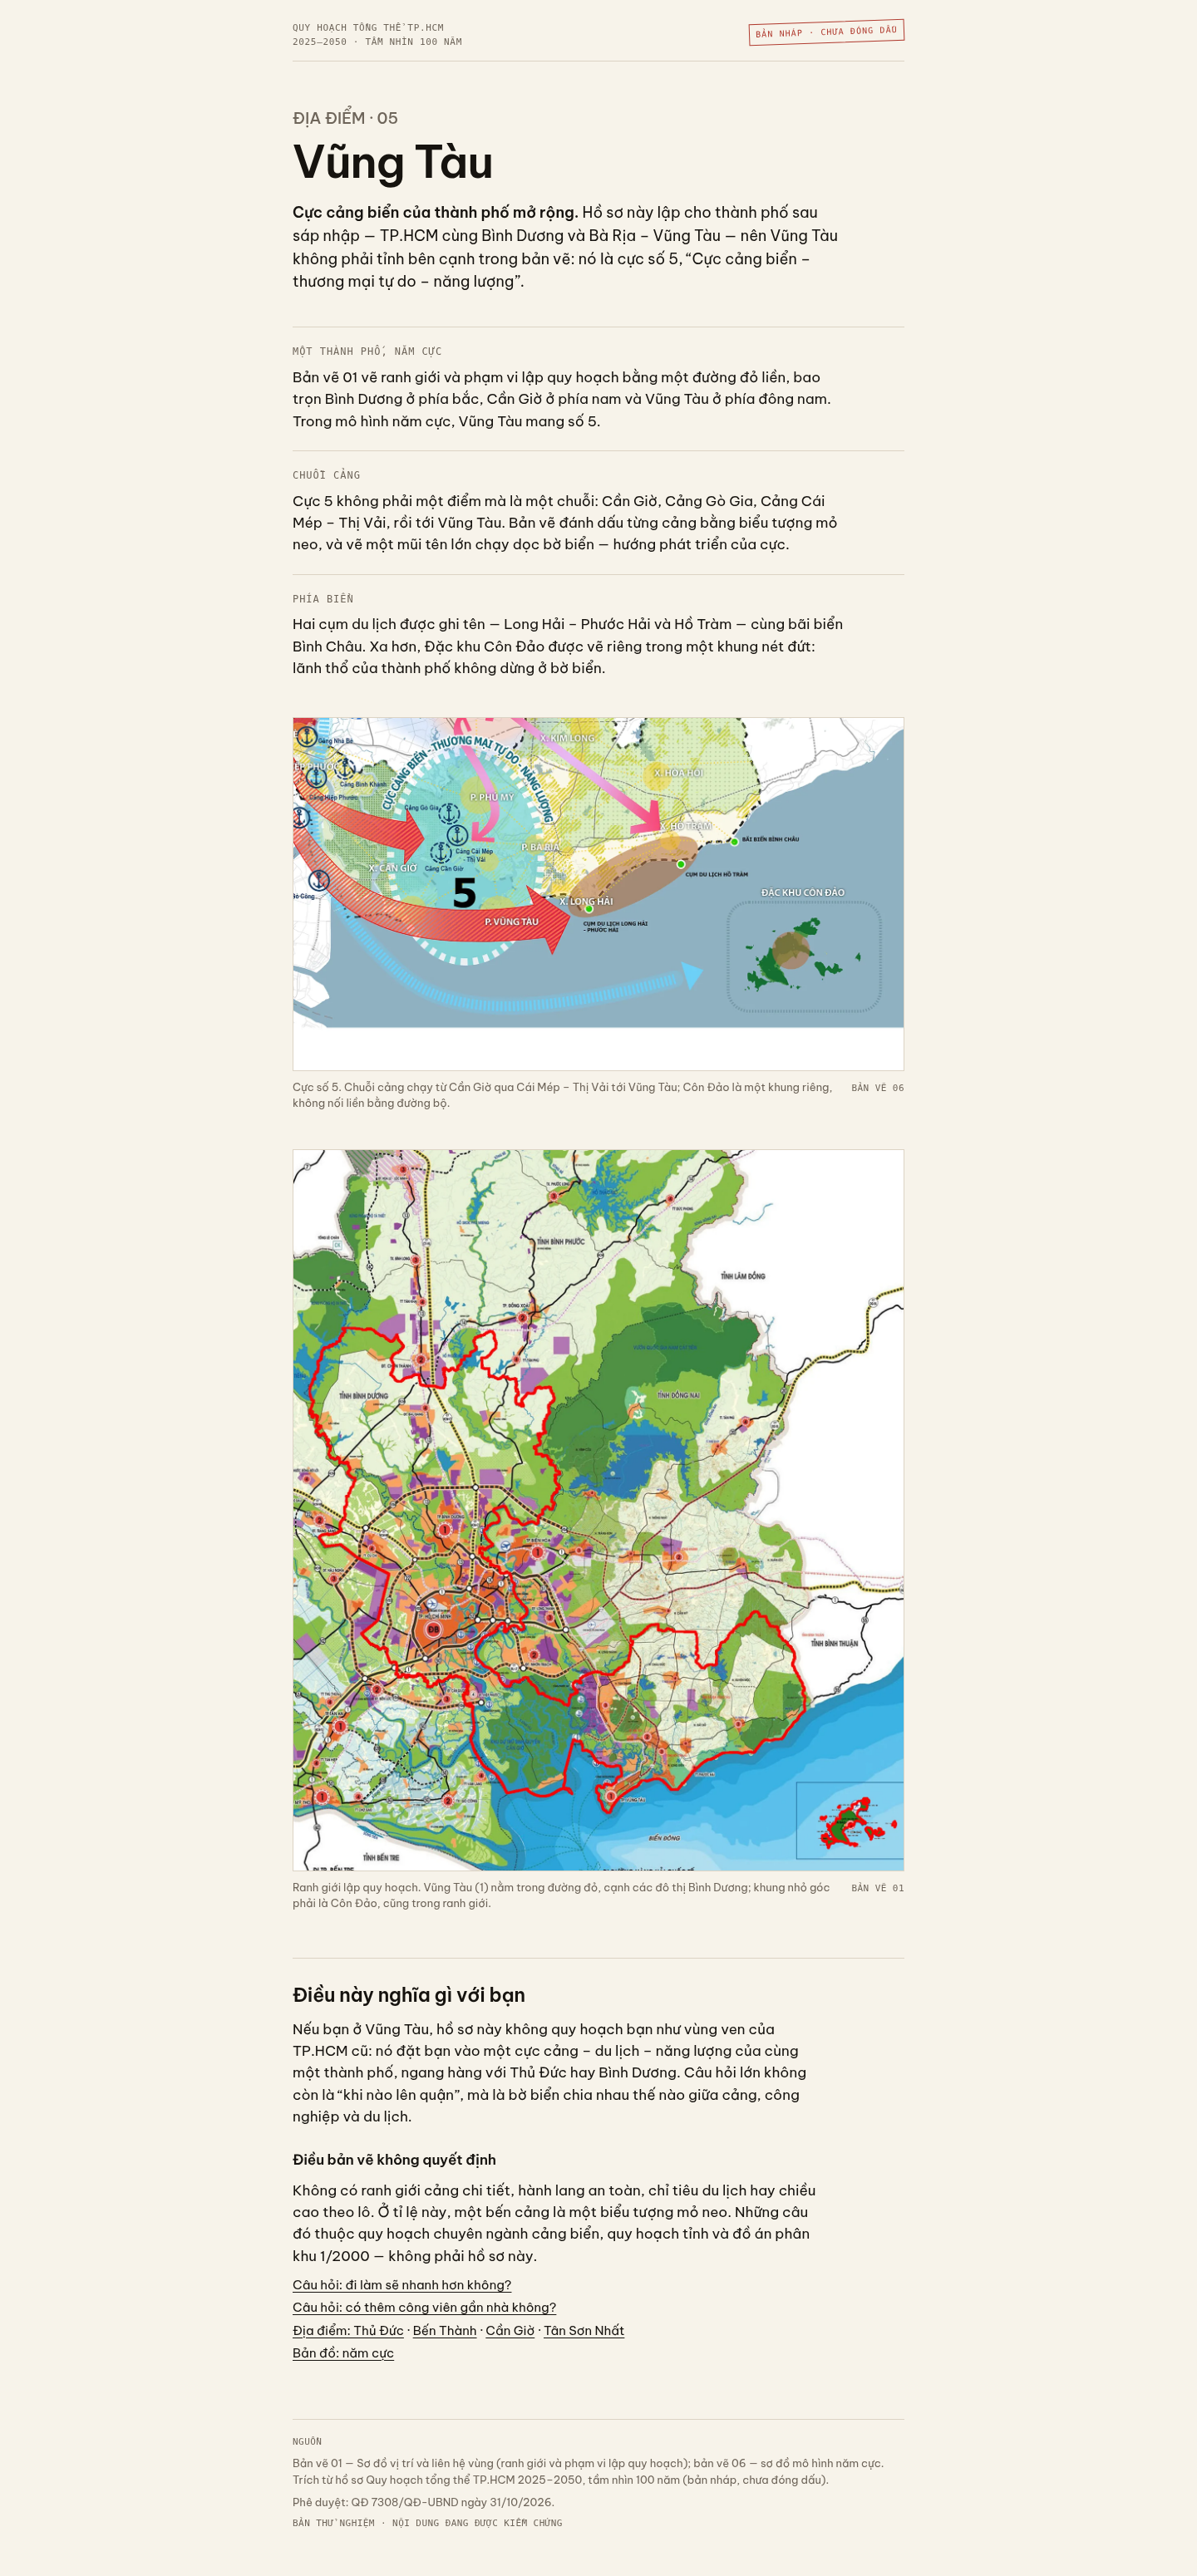 QUY HOẠCH TỔNG THỂ TP.HCM
2025–2050 · TẦM NHÌN 100 NĂM
BẢN NHÁP · CHƯA ĐÓNG DẤU
ĐỊA ĐIỂM · 05
Vũng Tàu
Cực cảng biển của thành phố mở rộng. Hồ sơ này lập cho thành phố sau
sáp nhập — TP.HCM cùng Bình Dương và Bà Rịa – Vũng Tàu — nên Vũng Tàu
không phải tỉnh bên cạnh trong bản vẽ: nó là cực số 5, “Cực cảng biển –
thương mại tự do – năng lượng”.
MỘT THÀNH PHỐ, NĂM CỰC
Bản vẽ 01 vẽ ranh giới và phạm vi lập quy hoạch bằng một đường đỏ liền, bao
trọn Bình Dương ở phía bắc, Cần Giờ ở phía nam và Vũng Tàu ở phía đông nam.
Trong mô hình năm cực, Vũng Tàu mang số 5.
CHUỖI CẢNG
Cực 5 không phải một điểm mà là một chuỗi: Cần Giờ, Cảng Gò Gia, Cảng Cái
Mép – Thị Vải, rồi tới Vũng Tàu. Bản vẽ đánh dấu từng cảng bằng biểu tượng mỏ
neo, và vẽ một mũi tên lớn chạy dọc bờ biển — hướng phát triển của cực.
PHÍA BIỂN
Hai cụm du lịch được ghi tên — Long Hải – Phước Hải và Hồ Tràm — cùng bãi biển
Bình Châu. Xa hơn, Đặc khu Côn Đảo được vẽ riêng trong một khung nét đứt:
lãnh thổ của thành phố không dừng ở bờ biển.
CỰC CẢNG BIỂN - THƯƠNG MẠI TỰ DO - NĂNG LƯỢNG
X. KIM LONG
Cảng Nhà Bè
X. HÒA HỘI
Cảng Bình Khánh
P. PHÚ MỸ
Cảng Hiệp Phước
Cảng Gò Gia
X. HỒ TRÀM
BÃI BIỂN BÌNH CHÂU
P. BÀ RỊA
Cảng Cái Mép
- Thị Vải
X. CẦN GIỜ
Cảng Cần Giờ
CỤM DU LỊCH HỒ TRÀM
5
ĐẶC KHU CÔN ĐẢO
X. LONG HẢI
P. VŨNG TÀU
CỤM DU LỊCH LONG HẢI
- PHƯỚC HẢI
Cực số 5. Chuỗi cảng chạy từ Cần Giờ qua Cái Mép – Thị Vải tới Vũng Tàu; Côn Đảo là một khung riêng,
không nối liền bằng đường bộ.
BẢN VẼ 06
TỈNH BÌNH PHƯỚC
TỈNH LÂM ĐỒNG
TỈNH BÌNH DƯƠNG
TỈNH ĐỒNG NAI
TỈNH BÌNH THUẬN
BIỂN ĐÔNG
TỈNH BẾN TRE
Ranh giới lập quy hoạch. Vũng Tàu (1) nằm trong đường đỏ, cạnh các đô thị Bình Dương; khung nhỏ góc
phải là Côn Đảo, cũng trong ranh giới.
BẢN VẼ 01
Điều này nghĩa gì với bạn
Nếu bạn ở Vũng Tàu, hồ sơ này không quy hoạch bạn như vùng ven của
TP.HCM cũ: nó đặt bạn vào một cực cảng – du lịch – năng lượng của cùng
một thành phố, ngang hàng với Thủ Đức hay Bình Dương. Câu hỏi lớn không
còn là “khi nào lên quận”, mà là bờ biển chia nhau thế nào giữa cảng, công
nghiệp và du lịch.
Điều bản vẽ không quyết định
Không có ranh giới cảng chi tiết, hành lang an toàn, chỉ tiêu du lịch hay chiều
cao theo lô. Ở tỉ lệ này, một bến cảng là một biểu tượng mỏ neo. Những câu
đó thuộc quy hoạch chuyên ngành cảng biển, quy hoạch tỉnh và đồ án phân
khu 1/2000 — không phải hồ sơ này.
Câu hỏi: đi làm sẽ nhanh hơn không?
Câu hỏi: có thêm công viên gần nhà không?
Địa điểm: Thủ Đức · Bến Thành · Cần Giờ · Tân Sơn Nhất
Bản đồ: năm cực
NGUỒN
Bản vẽ 01 — Sơ đồ vị trí và liên hệ vùng (ranh giới và phạm vi lập quy hoạch); bản vẽ 06 — sơ đồ mô hình năm cực.
Trích từ hồ sơ Quy hoạch tổng thể TP.HCM 2025–2050, tầm nhìn 100 năm (bản nháp, chưa đóng dấu).
Phê duyệt: QĐ 7308/QĐ-UBND ngày 31/10/2026.
BẢN THỬ NGHIỆM · NỘI DUNG ĐANG ĐƯỢC KIỂM CHỨNG